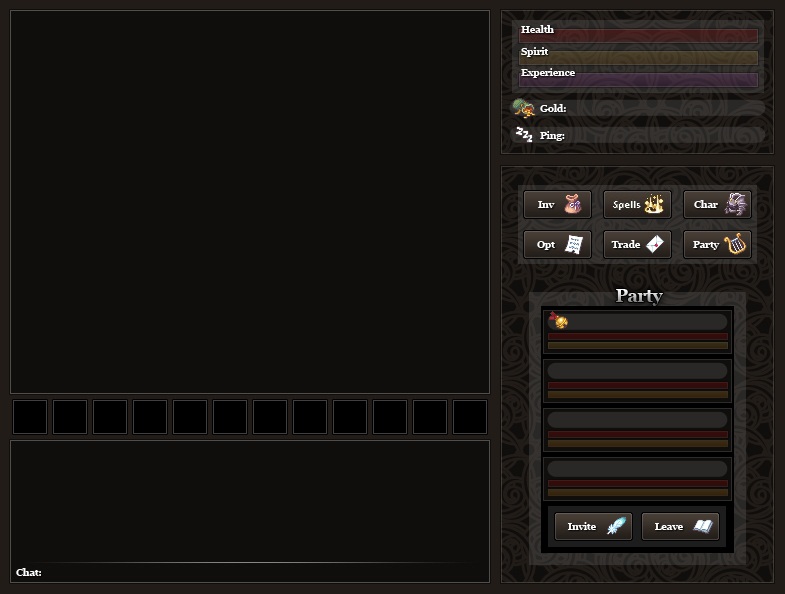 Health
Spirit
Experience
Gold:
Ping:
Inv
Spells
Char
Opt
Trade
Party
Party
Invite
Leave
Chat: